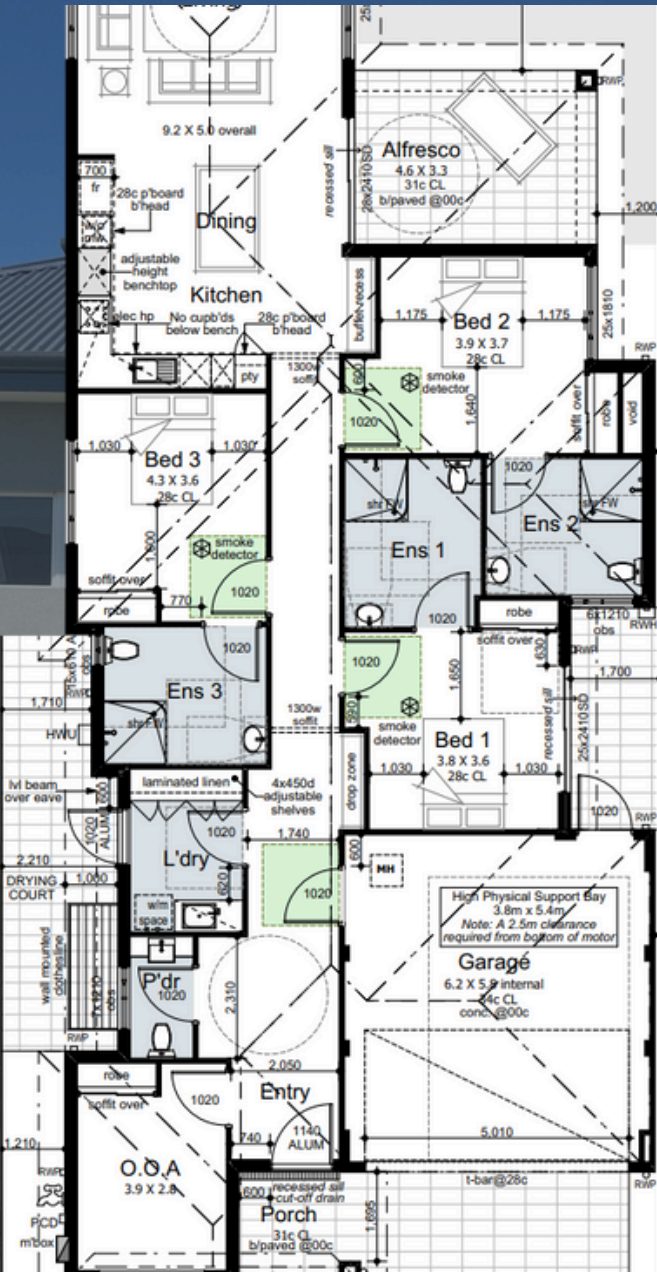 9.2 X 5.0 overall
RWP
Alfresco
4.6 X 3.3
31c CL
b/paved @00c
recessed sill
28x2410SD
1,200
700
fr
28c p'board
b'head
Dining
adjustable
height
benchtop
Kitchen
elec hp
No cupb'ds
below bench
28c p'board
b'head
pty
1300w
soffit
buffet recess
1,175
1,175
Bed 2
3.9 X 3.7
28c CL
25x1810
RWP
smoke
detector
1,640
600
1020
soffit over
robe
void
1,030
1,030
Bed 3
4.3 X 3.6
28c CL
smoke
detector
soffit over
robe
770
1020
1020
shr FW
Ens 1
shr FW
Ens 2
1020
robe
soffit over
6x1210
obs
RWH
1020
Ens 3
shr FW
1,710
HWU
1300w
soffit
1020
590
smoke
detector
1,650
630
RWP
1,700
recessed sill
25x2410SD
Bed 1
3.8 X 3.6
28c CL
1,030
1,030
drop zone
lvl beam
over eave
600
laminated linen
4x450d
adjustable
shelves
1020
ALUM
1020
L'dry
1,740
620
w/m
space
2,210
DRYING
COURT
1,000
wall mounted
clothesline
1020
RWP
600
MH
1020
High Physical Support Bay
3.8m x 5.4m
Note: A 2.5m clearance
required from bottom of motor
Garage
6.2 X 5.9 internal
34c CL
conc. @00c
P'dr
1020
obs
2,310
RWP
2,050
Entry
robe
soffit over
1020
740
1140
ALUM
5,010
1,210
O.O.A
3.9 X 2.8
RWP
PCD
m'box
600
recessed sill
cut-off drain
Porch
31c CL
b/paved @00c
1,695
t-bar@28c
RWP